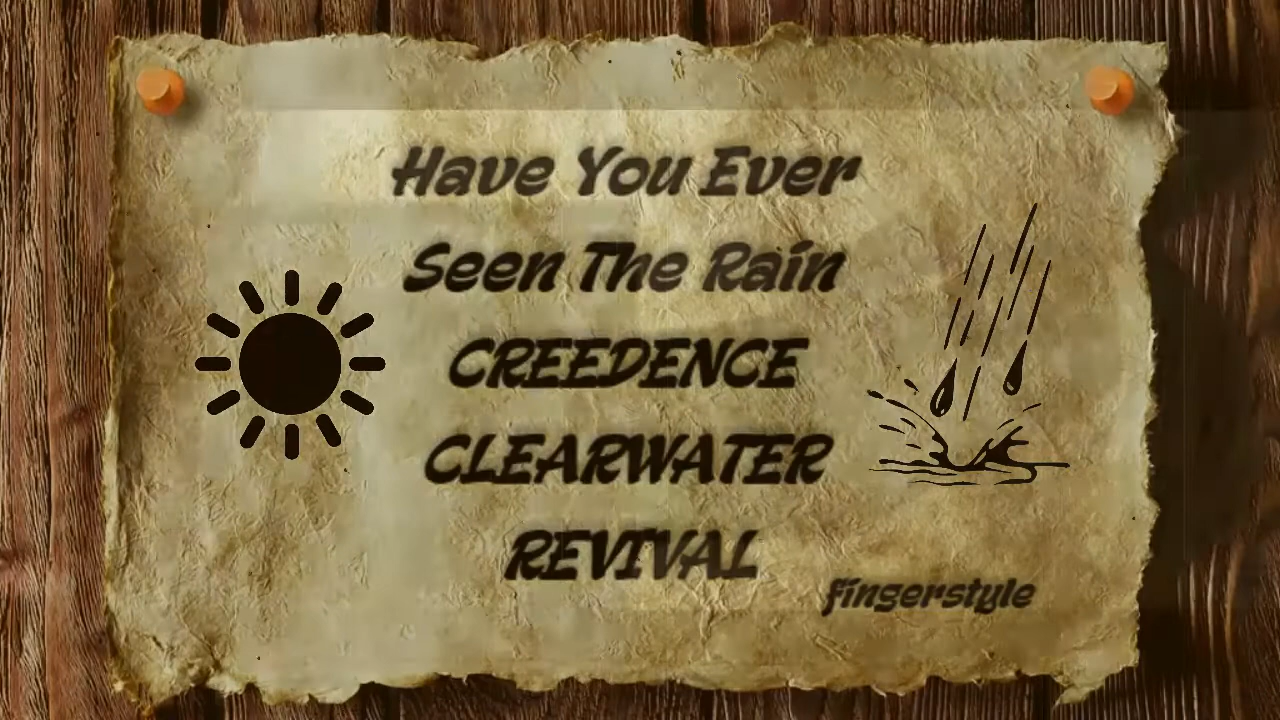 Have You Ever
Seen The Rain
CREEDENCE
CLEARWATER
REVIVAL
fingerstyle